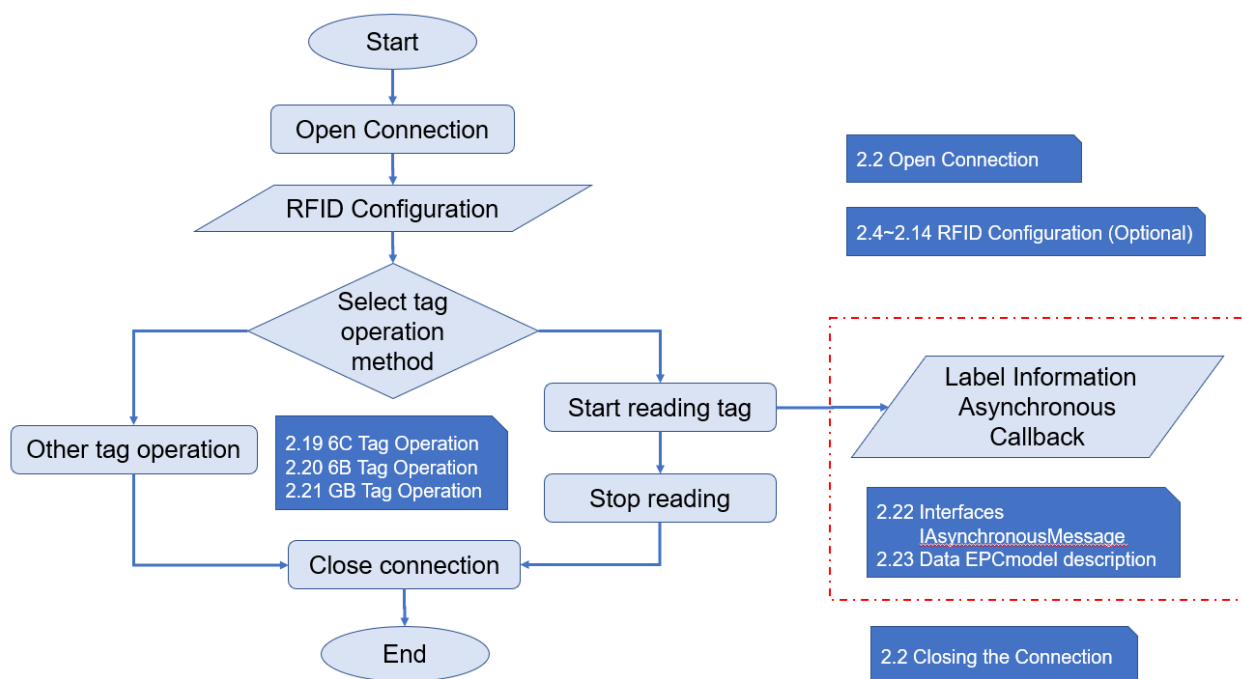 Start
Open Connection
2.2 Open Connection
RFID Configuration
2.4~2.14 RFID Configuration (Optional)
Select tag
operation
method
Label Information
Asynchronous
Callback
Start reading tag
Other tag operation
2.19 6C Tag Operation
2.20 6B Tag Operation
2.21 GB Tag Operation
Stop reading
2.22 Interfaces
IAsynchronousMessage
2.23 Data EPCmodel description
Close connection
End
2.2 Closing the Connection